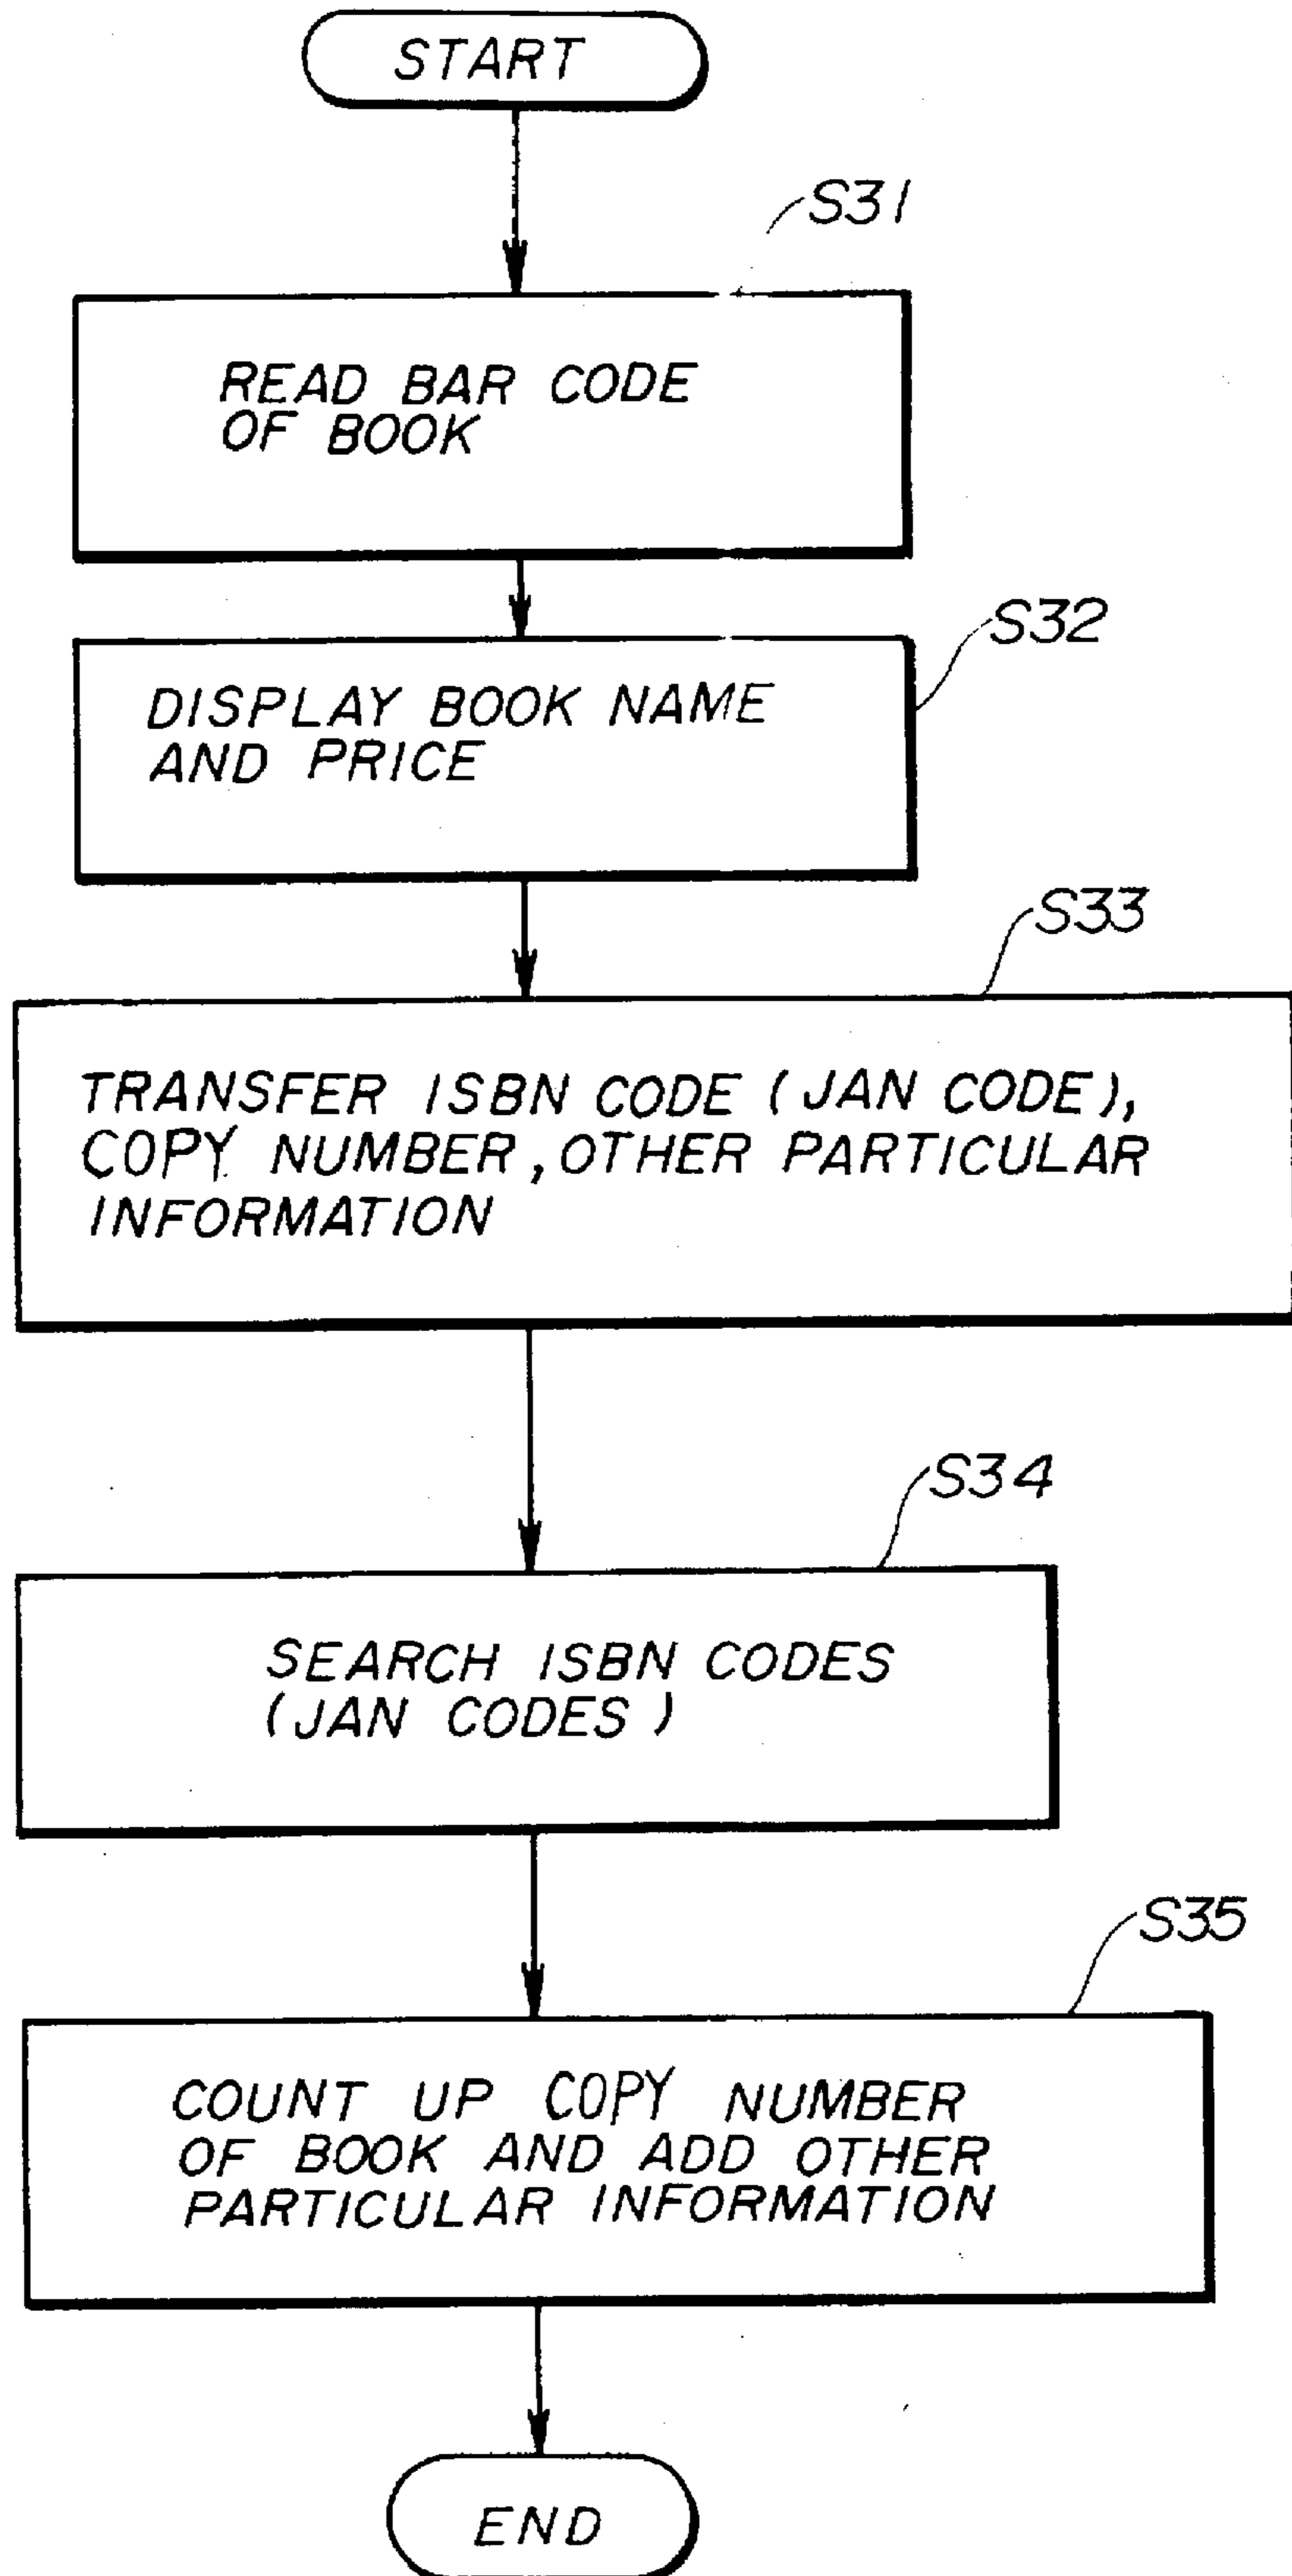 START
S31
READ BAR CODE
OF BOOK
S32
DISPLAY BOOK NAME
AND PRICE
S33
TRANSFER ISBN CODE (JAN CODE),
COPY NUMBER, OTHER PARTICULAR
INFORMATION
S34
SEARCH ISBN CODES
(JAN CODES)
S35
COUNT UP COPY NUMBER
OF BOOK AND ADD OTHER
PARTICULAR INFORMATION
END